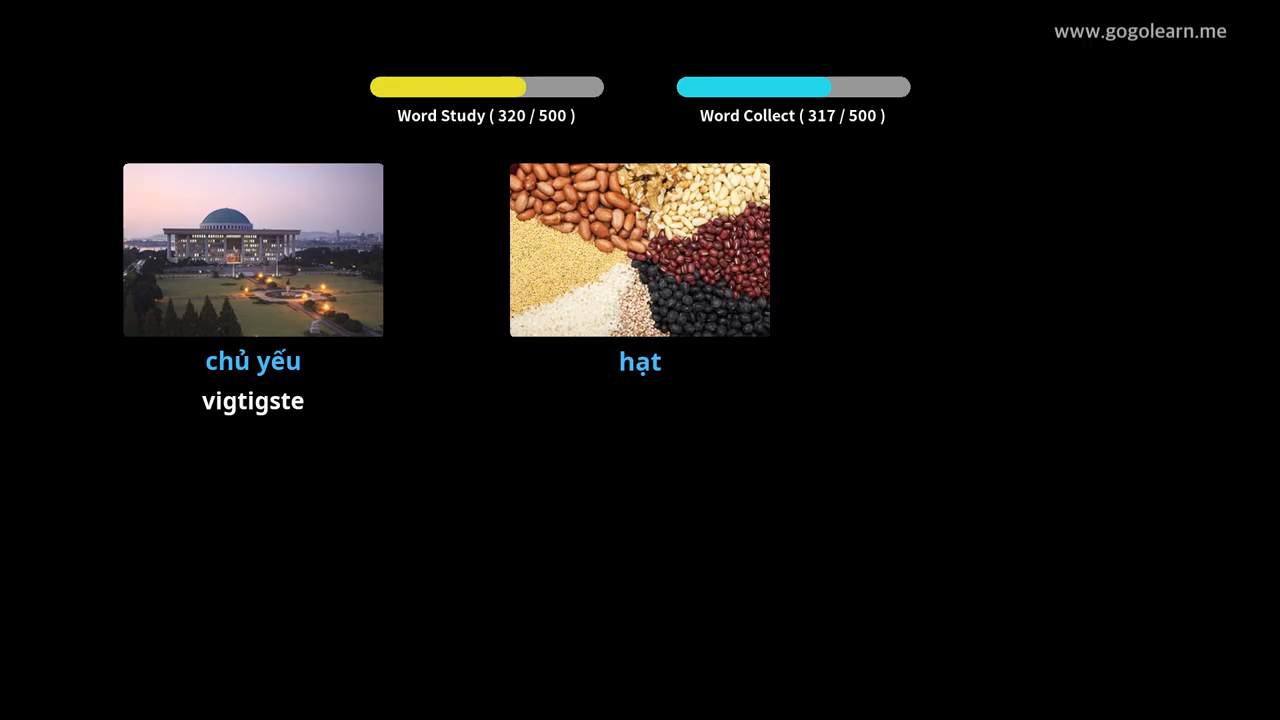 www.gogolearn.me
Word Study ( 320 / 500 )
Word Collect ( 317 / 500 )
chủ yếu
vigtigste
hạt